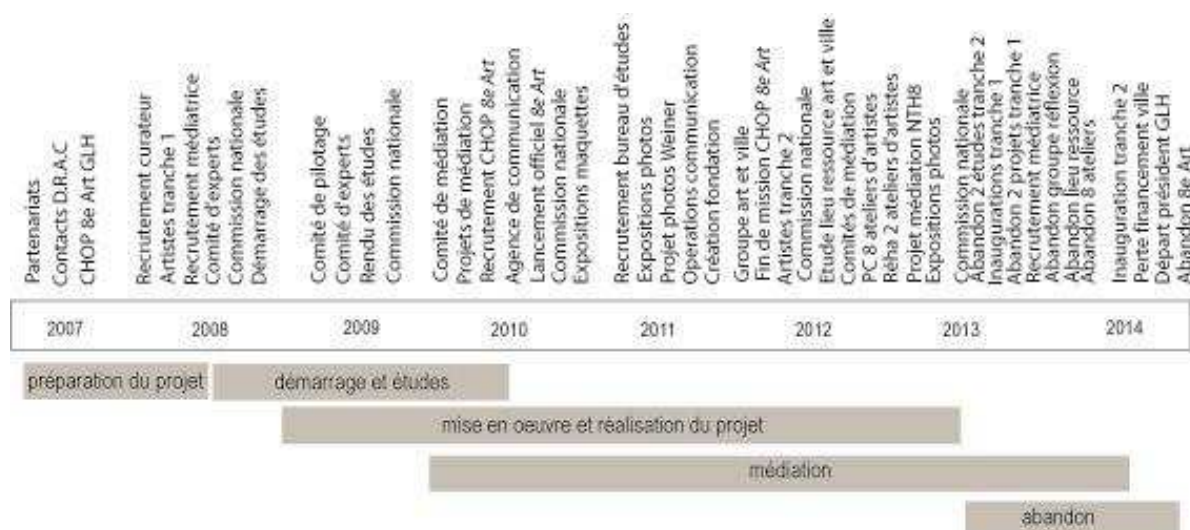 Partenariats
Contacts D.R.A.C
CHOP 8e Art GLH
Recrutement curateur
Artistes tranche 1
Recrutement médiatrice
Comité d'experts
Commission nationale
Démarrage des études
Comité de pilotage
Comité d'experts
Rendu des études
Commission nationale
Comité de médiation
Projets de médiation
Recrutement CHOP 8e Art
Agence de communication
Lancement officiel 8e Art
Commission nationale
Expositions maquettes
Recrutement bureau d'études
Expositions photos
Projet photos Weiner
Opérations communication
Création fondation
Groupe art et ville
Fin de mission CHOP 8e Art
Artistes tranche 2
Commission nationale
Etude lieu ressource art et ville
Comités de médiation
PC 8 ateliers d'artistes
Réha 2 ateliers d'artistes
Projet médiation NTH8
Expositions photos
Commission nationale
Abandon 2 études tranche 2
Inaugurations tranche 1
Abandon 2 projets tranche 1
Recrutement médiatrice
Abandon groupe réflexion
Abandon lieu ressource
Abandon 8 ateliers
Inauguration tranche 2
Perte financement ville
Départ président GLH
Abandon 8e Art
2007 2008 2009 2010 2011 2012 2013 2014
préparation du projet démarrage et études
mise en oeuvre et réalisation du projet
médiation
abandon